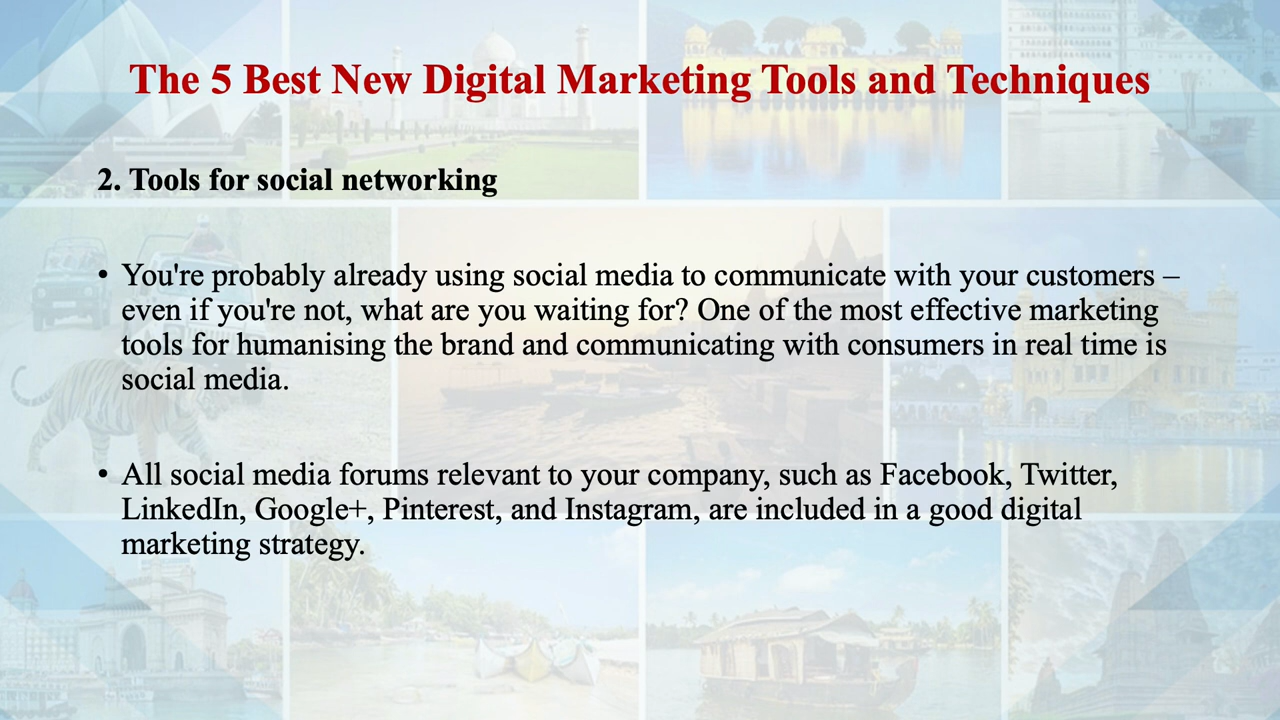 The 5 Best New Digital Marketing Tools and Techniques
2. Tools for social networking
• You're probably already using social media to communicate with your customers –
even if you're not, what are you waiting for? One of the most effective marketing
tools for humanising the brand and communicating with consumers in real time is
social media.
• All social media forums relevant to your company, such as Facebook, Twitter,
LinkedIn, Google+, Pinterest, and Instagram, are included in a good digital
marketing strategy.